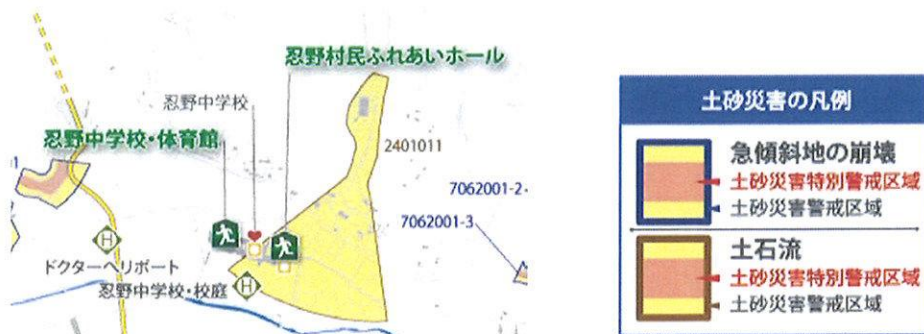 忍野村民ふれあいホール
忍野中学校
忍野中学校・体育館
2401011
7062001-2
7062001-3
1
H
ドクターヘリポート
忍野中学校・校庭
H
土砂災害の凡例
急傾斜地の崩壊
土砂災害特別警戒区域
土砂災害警戒区域
土石流
土砂災害特別警戒区域
土砂災害警戒区域